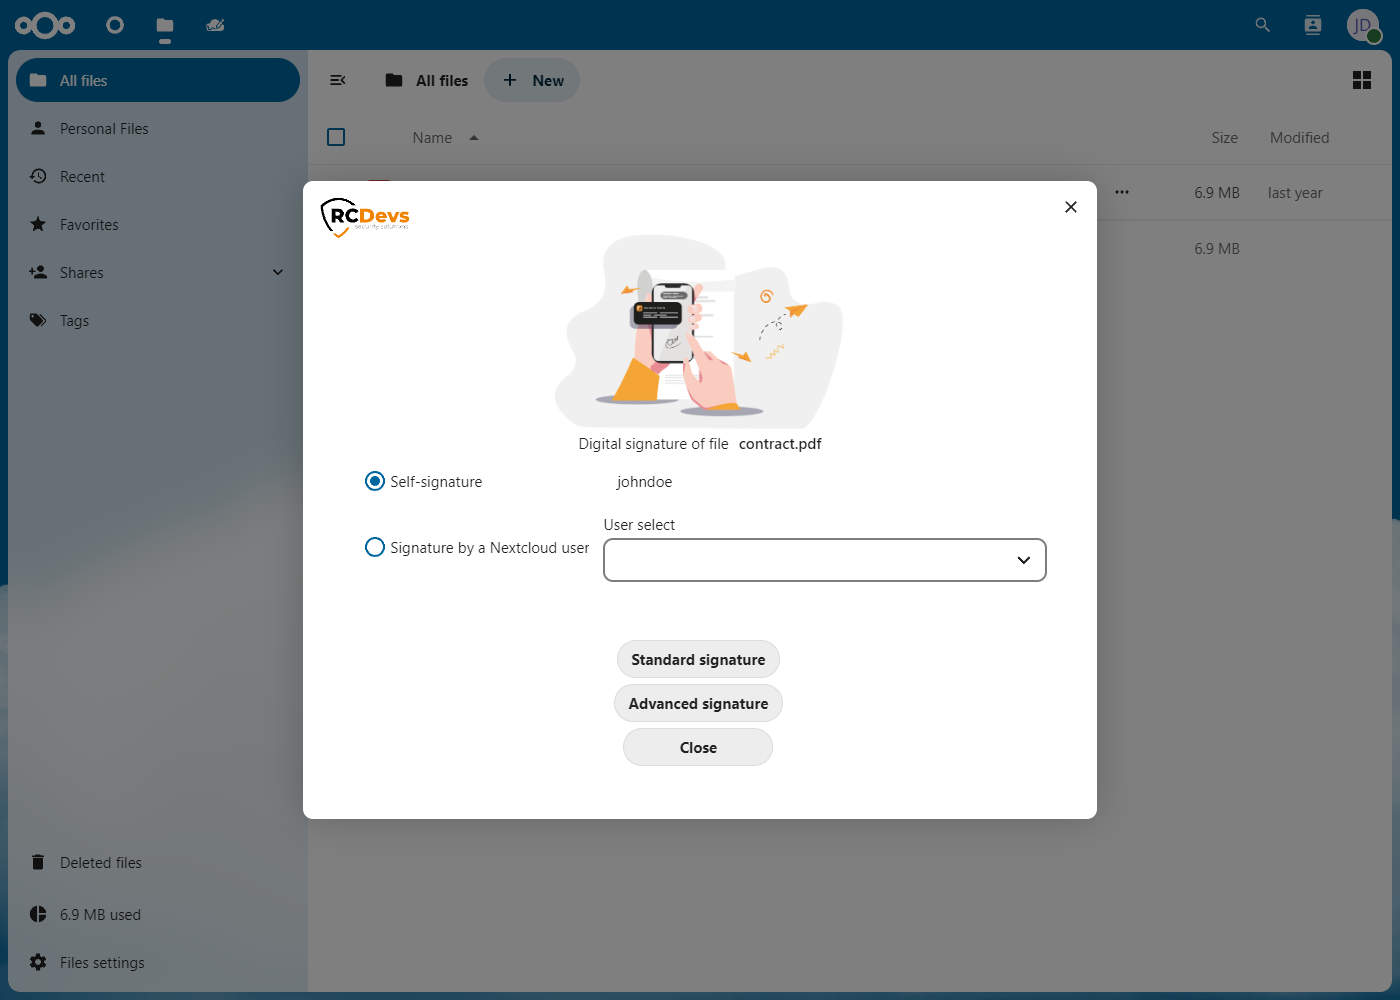 JD
All files
All files
New
Personal Files
Name
Size
Modified
Recent
6.9 MB
last year
RCDevs
security solutions
Favorites
6.9 MB
Shares
Tags
Digital signature of file contract.pdf
Self-signature
johndoe
User select
Signature by a Nextcloud user
Standard signature
Advanced signature
Close
Deleted files
6.9 MB used
Files settings